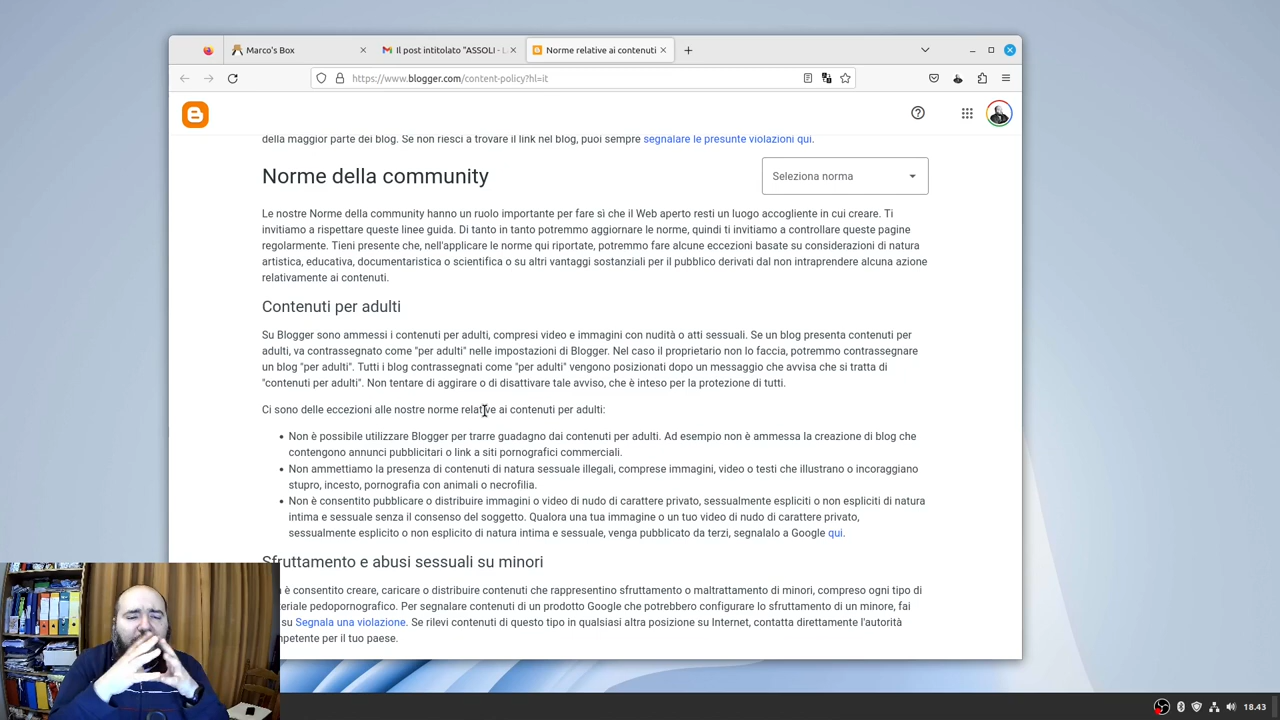 Marco's Box
Il post intitolato "ASSOLI - L
Norme relative ai contenuti
https://www.blogger.com/content-policy?hl=it
della maggior parte dei blog. Se non riesci a trovare il link nel blog, puoi sempre segnalare le presunte violazioni qui.
Norme della community
Seleziona norma
Le nostre Norme della community hanno un ruolo importante per fare sì che il Web aperto resti un luogo accogliente in cui creare. Ti
invitiamo a rispettare queste linee guida. Di tanto in tanto potremmo aggiornare le norme, quindi ti invitiamo a controllare queste pagine
regolarmente. Tieni presente che, nell'applicare le norme qui riportate, potremmo fare alcune eccezioni basate su considerazioni di natura
artistica, educativa, documentaristica o scientifica o su altri vantaggi sostanziali per il pubblico derivati dal non intraprendere alcuna azione
relativamente ai contenuti.
Contenuti per adulti
Su Blogger sono ammessi i contenuti per adulti, compresi video e immagini con nudità o atti sessuali. Se un blog presenta contenuti per
adulti, va contrassegnato come "per adulti" nelle impostazioni di Blogger. Nel caso il proprietario non lo faccia, potremmo contrassegnare
un blog "per adulti". Tutti i blog contrassegnati come "per adulti" vengono posizionati dopo un messaggio che avvisa che si tratta di
"contenuti per adulti". Non tentare di aggirare o di disattivare tale avviso, che è inteso per la protezione di tutti.
Ci sono delle eccezioni alle nostre norme relative ai contenuti per adulti:
• Non è possibile utilizzare Blogger per trarre guadagno dai contenuti per adulti. Ad esempio non è ammessa la creazione di blog che
contengono annunci pubblicitari o link a siti pornografici commerciali.
• Non ammettiamo la presenza di contenuti di natura sessuale illegali, comprese immagini, video o testi che illustrano o incoraggiano
stupro, incesto, pornografia con animali o necrofilia.
• Non è consentito pubblicare o distribuire immagini o video di nudo di carattere privato, sessualmente espliciti o non espliciti di natura
intima e sessuale senza il consenso del soggetto. Qualora una tua immagine o un tuo video di nudo di carattere privato,
sessualmente esplicito o non esplicito di natura intima e sessuale, venga pubblicato da terzi, segnalalo a Google qui.
Sfruttamento e abusi sessuali su minori
è consentito creare, caricare o distribuire contenuti che rappresentino sfruttamento o maltrattamento di minori, compreso ogni tipo di
teriale pedopornografico. Per segnalare contenuti di un prodotto Google che potrebbero configurare lo sfruttamento di un minore, fai
su Segnala una violazione. Se rilevi contenuti di questo tipo in qualsiasi altra posizione su Internet, contatta direttamente l'autorità
mpetente per il tuo paese.
18.43